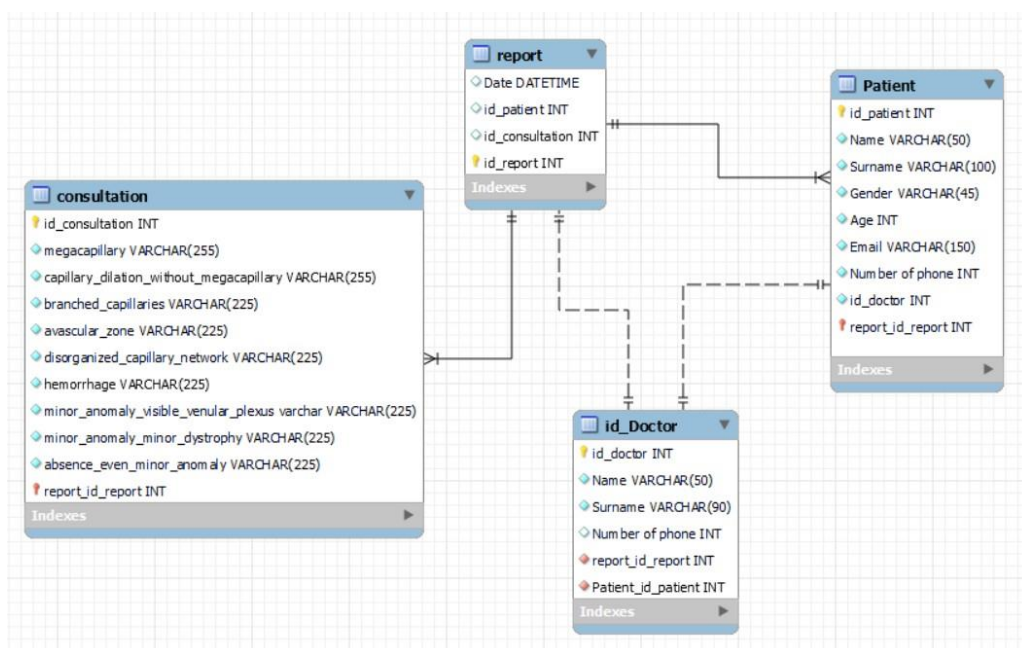 report
Date DATETIME
id_patient INT
id_consultation INT
id_report INT
Indexes
Patient
id_patient INT
Name VARCHAR(50)
Surname VARCHAR(100)
Gender VARCHAR(45)
Age INT
Email VARCHAR(150)
Number of phone INT
id_doctor INT
report_id_report INT
Indexes
consultation
id_consultation INT
megacapillary VARCHAR(255)
capillary_dilation_without_megacapillary VARCHAR(255)
branched_capillaries VARCHAR(225)
avascular_zone VARCHAR(225)
disorganized_capillary_network VARCHAR(225)
hemorrhage VARCHAR(225)
minor_anomaly_visible_venular_plexus varchar VARCHAR(225)
minor_anomaly_minor_dystrophy VARCHAR(225)
absence_even_minor_anomaly VARCHAR(225)
report_id_report INT
Indexes
id_Doctor
id_doctor INT
Name VARCHAR(50)
Surname VARCHAR(90)
Number of phone INT
report_id_report INT
Patient_id_patient INT
Indexes